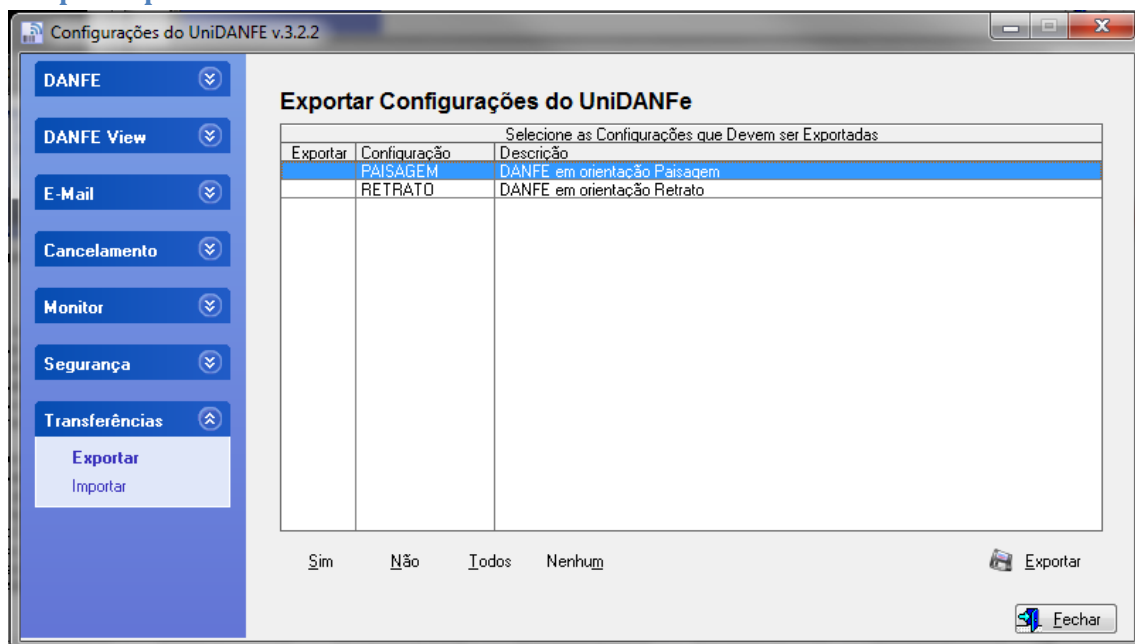 Configurações do UniDANFE v.3.2.2
DANFE
DANFE View
E-Mail
Cancelamento
Monitor
Segurança
Transferências
Exportar
Importar
Exportar Configurações do UniDANFe
Selecione as Configurações que Devem ser Exportadas
Exportar Configuração Descrição
PAISAGEM DANFE em orientação Paisagem
RETRATO DANFE em orientação Retrato
Sim Não Todos Nenhum Exportar
Fechar